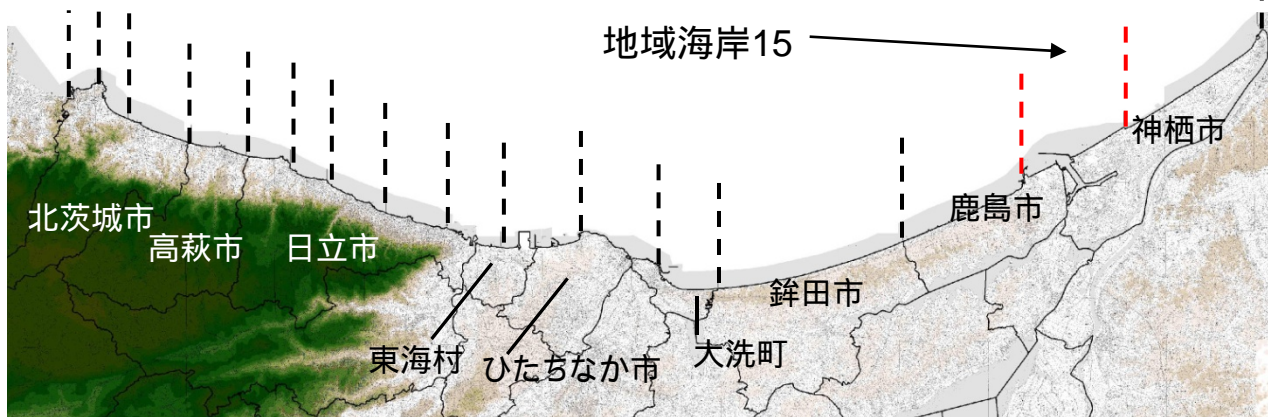 地域海岸15
神栖市
鹿島市
北茨城市
高萩市
日立市
鉾田市
東海村
ひたちなか市
大洗町